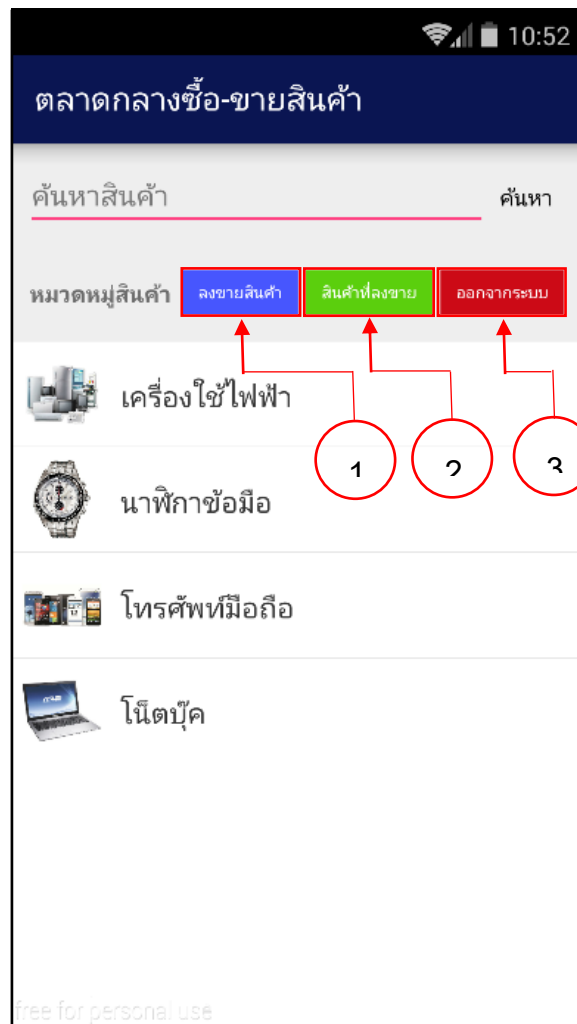 10:52
ตลาดกลางซื้อ-ขายสินค้า
ค้นหาสินค้า ค้นหา
หมวดหมู่สินค้า ลงขายสินค้า สินค้าที่ลงขาย ออกจากระบบ
เครื่องใช้ไฟฟ้า
1 2 3
นาฬิกาข้อมือ
โทรศัพท์มือถือ
โน็ตบุ๊ค
free for personal use